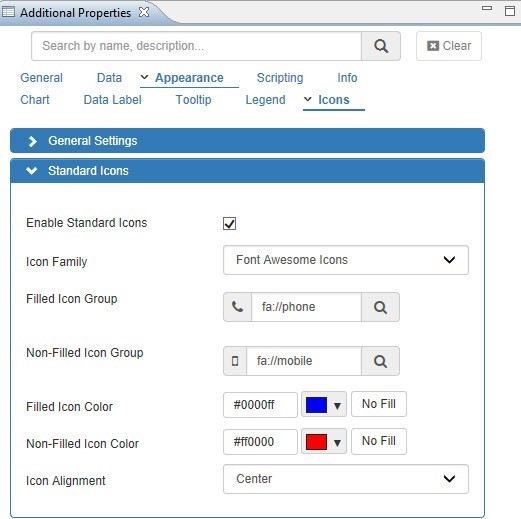 Additional Properties
Search by name, description...
Clear
General Data Appearance Scripting Info
Chart Data Label Tooltip Legend Icons
General Settings
Standard Icons
Enable Standard Icons
Icon Family Font Awesome Icons
Filled Icon Group fa://phone
Non-Filled Icon Group fa://mobile
Filled Icon Color #0000ff No Fill
Non-Filled Icon Color #ff0000 No Fill
Icon Alignment Center